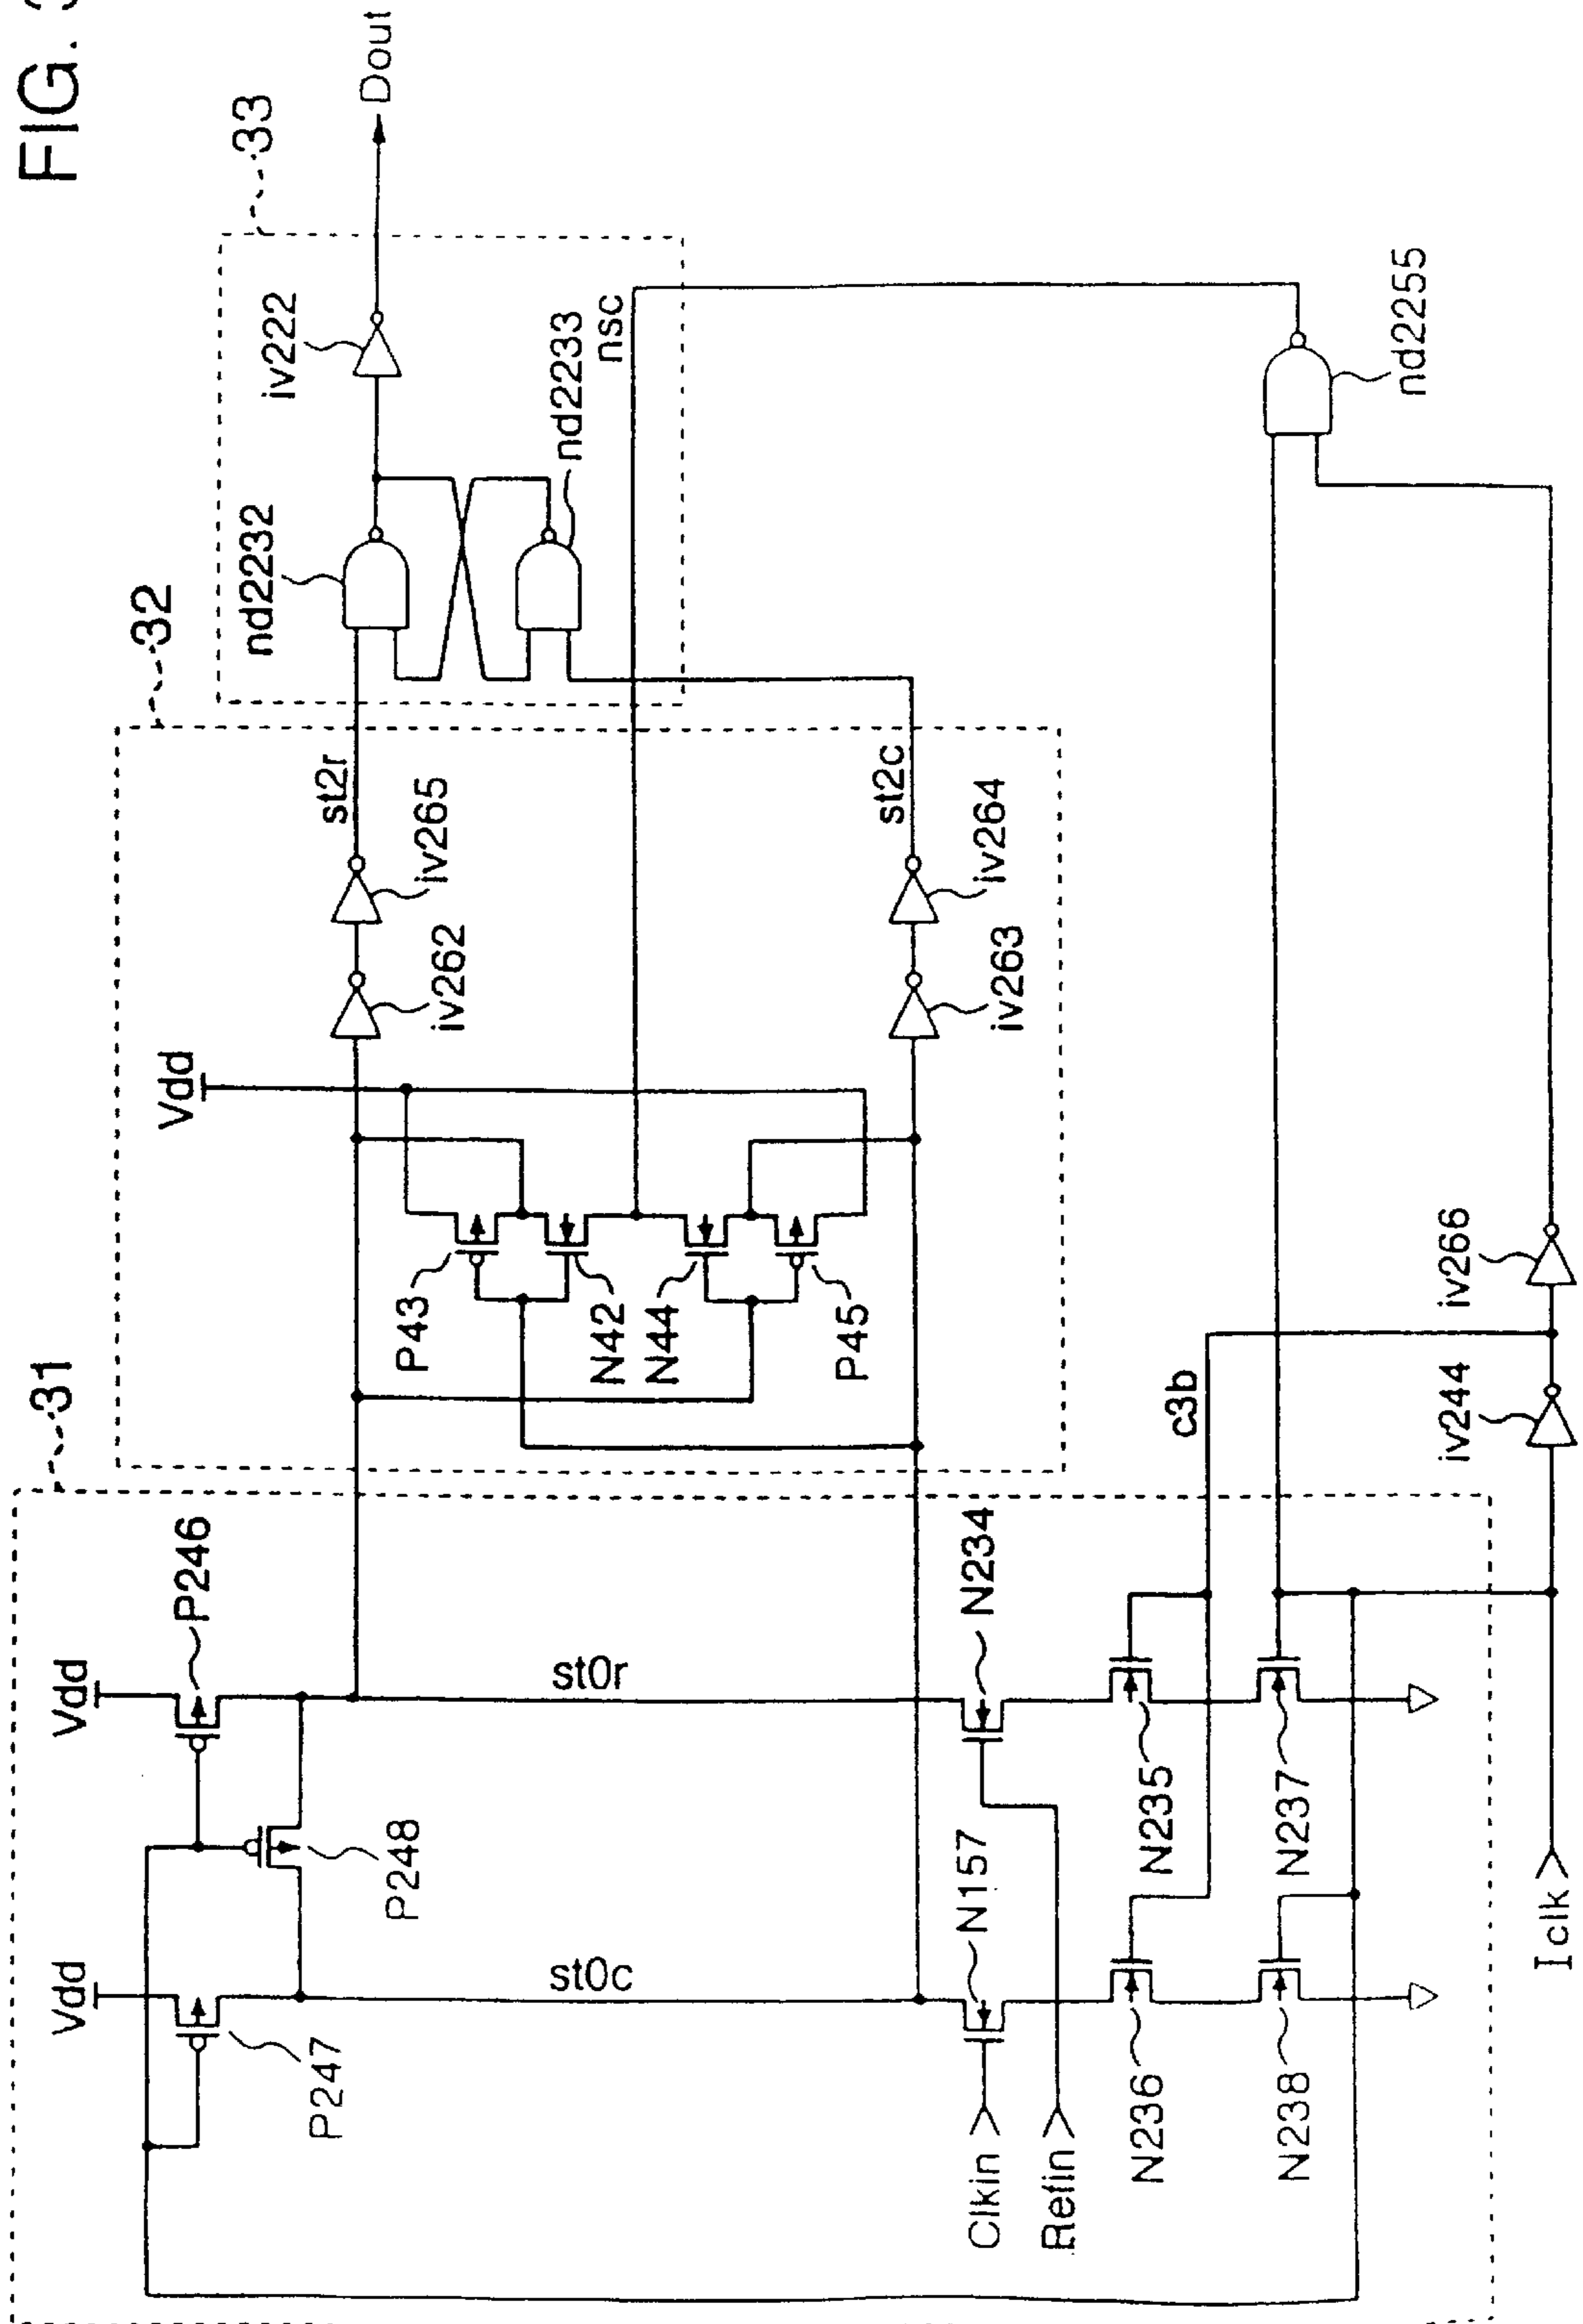 FIG.
31
32
33
Vdd
Vdd
P246
P247
P248
Vdd
st0r
st0c
st2r
iv262
iv265
nd2232
iv222
Dout
P43
N42
N44
P45
nd2233
nsc
st2c
iv263
iv264
N157
N234
Clkin
Refin
N236
N235
c3b
N238
N237
nd2255
iv244
iv266
Iclk